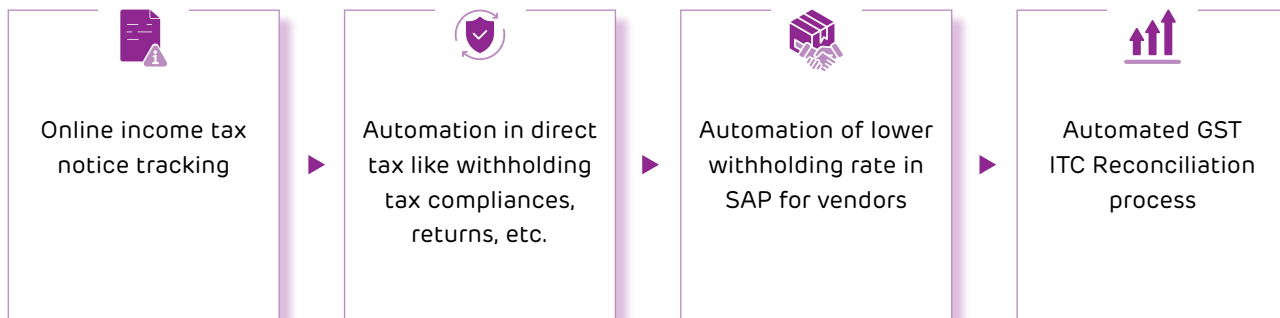 Online income tax
notice tracking
Automation in direct
tax like withholding
tax compliances,
returns, etc.
Automation of lower
withholding rate in
SAP for vendors
Automated GST
ITC Reconciliation
process